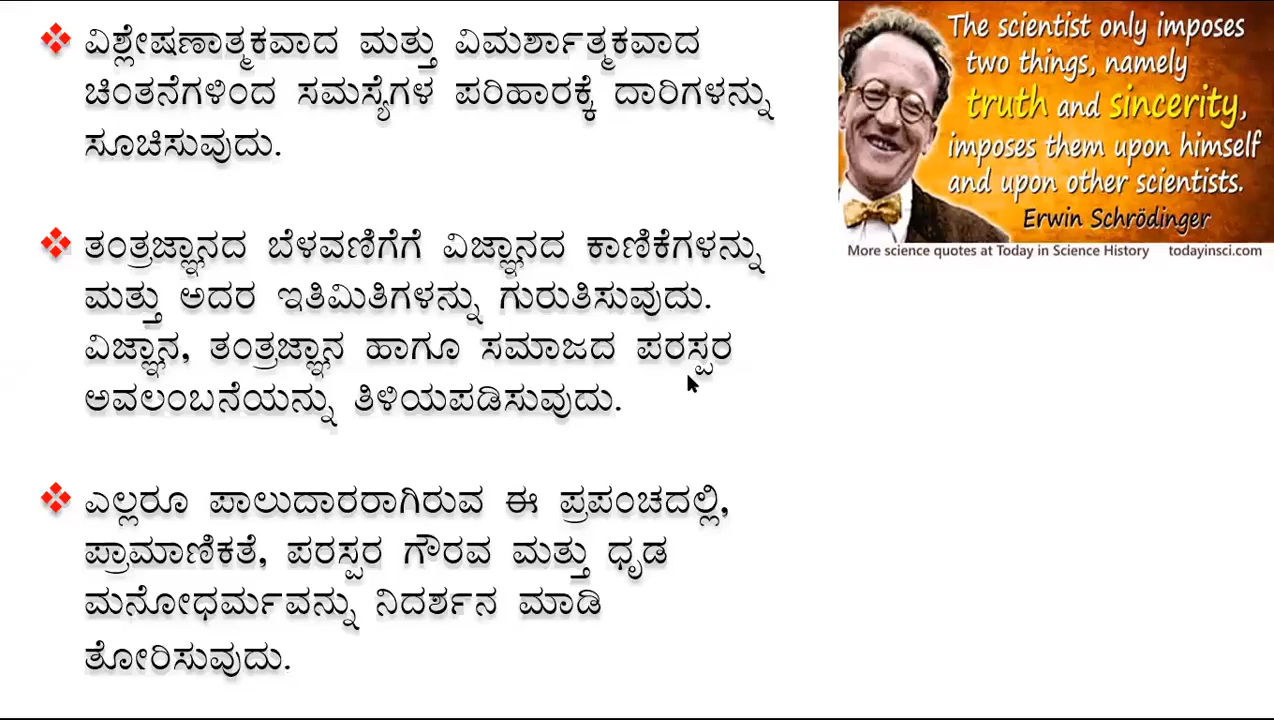 ವಿಶ್ಲೇಷಣಾತ್ಮಕವಾದ ಮತ್ತು ವಿಮರ್ಶಾತ್ಮಕವಾದ
ಚಿಂತನೆಗಳಿಂದ ಸಮಸ್ಯೆಗಳ ಪರಿಹಾರಕ್ಕೆ ದಾರಿಗಳನ್ನು
ಸೂಚಿಸುವುದು.
ತಂತ್ರಜ್ಞಾನದ ಬೆಳವಣಿಗೆಗೆ ವಿಜ್ಞಾನದ ಕಾಣಿಕೆಗಳನ್ನು
ಮತ್ತು ಅದರ ಇತಿಮಿತಿಗಳನ್ನು ಗುರುತಿಸುವುದು.
ವಿಜ್ಞಾನ, ತಂತ್ರಜ್ಞಾನ ಹಾಗೂ ಸಮಾಜದ ಪರಸ್ಪರ
ಅವಲಂಬನೆಯನ್ನು ತಿಳಿಯಪಡಿಸುವುದು.
ಎಲ್ಲರೂ ಪಾಲುದಾರರಾಗಿರುವ ಈ ಪ್ರಪಂಚದಲ್ಲಿ,
ಪ್ರಾಮಾಣಿಕತೆ, ಪರಸ್ಪರ ಗೌರವ ಮತ್ತು ಧೃಡ
ಮನೋಧರ್ಮವನ್ನು ನಿದರ್ಶನ ಮಾಡಿ
ತೋರಿಸುವುದು.
The scientist only imposes
two things, namely
truth and sincerity,
imposes them upon himself
and upon other scientists.
Erwin Schrödinger
More science quotes at Today in Science History todayinsci.com